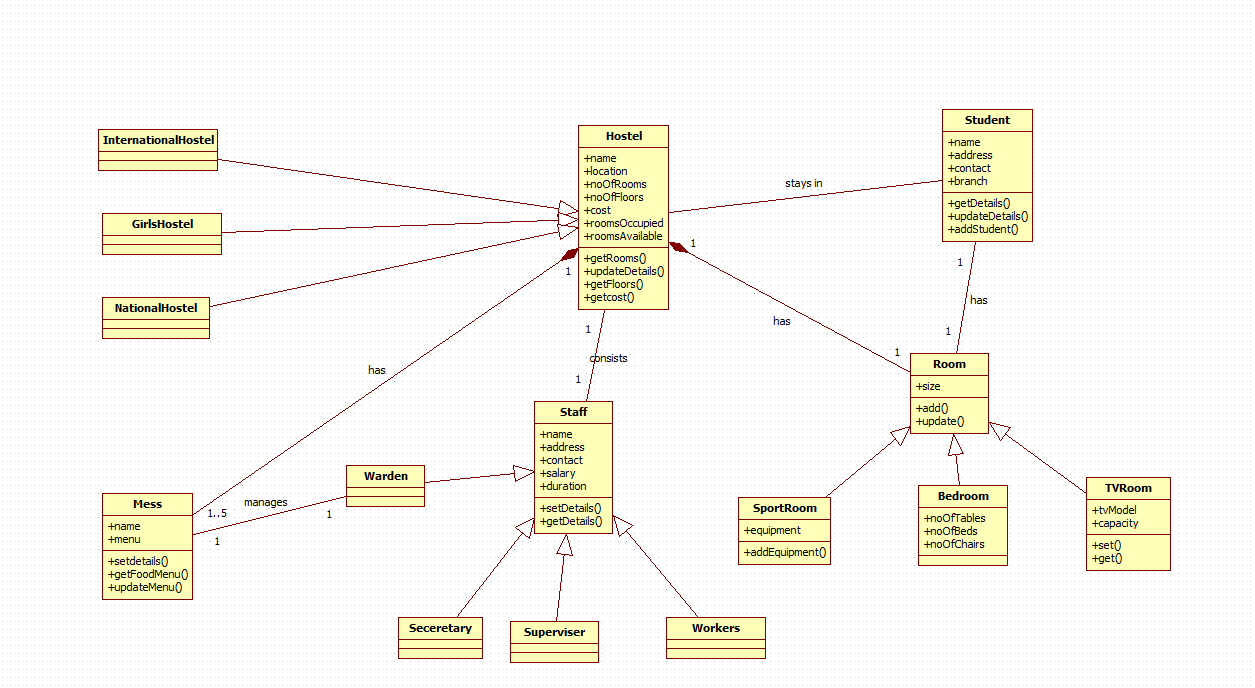 Hostel
+name
+location
+noOfRooms
+noOfFloors
+cost
+roomsOccupied
+roomsAvailable
+getRooms()
+updateDetails()
+getFloors()
+getcost()
Student
+name
+address
+contact
+branch
+getDetails()
+updateDetails()
+addStudent()
InternationalHostel
GirlsHostel
NationalHostel
stays in
1
1
1
has
1
1
has
1
has
1
consists
1
Room
+size
+add()
+update()
Staff
+name
+address
+contact
+salary
+duration
+setDetails()
+getDetails()
Warden
manages
1
1..5
1
Mess
+name
+menu
+setdetails()
+getFoodMenu()
+updateMenu()
SportRoom
+equipment
+addEquipment()
Bedroom
+noOfTables
+noOfBeds
+noOfChairs
TVRoom
+tvModel
+capacity
+set()
+get()
Seceretary
Superviser
Workers